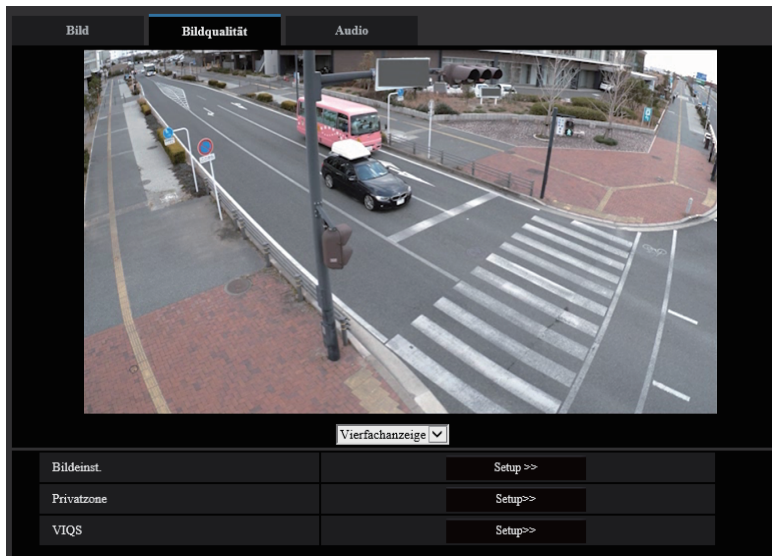 Bild Bildqualität Audio
Vierfachanzeige
Bildeinst. Setup >>
Privatzone Setup>>
VIQS Setup>>